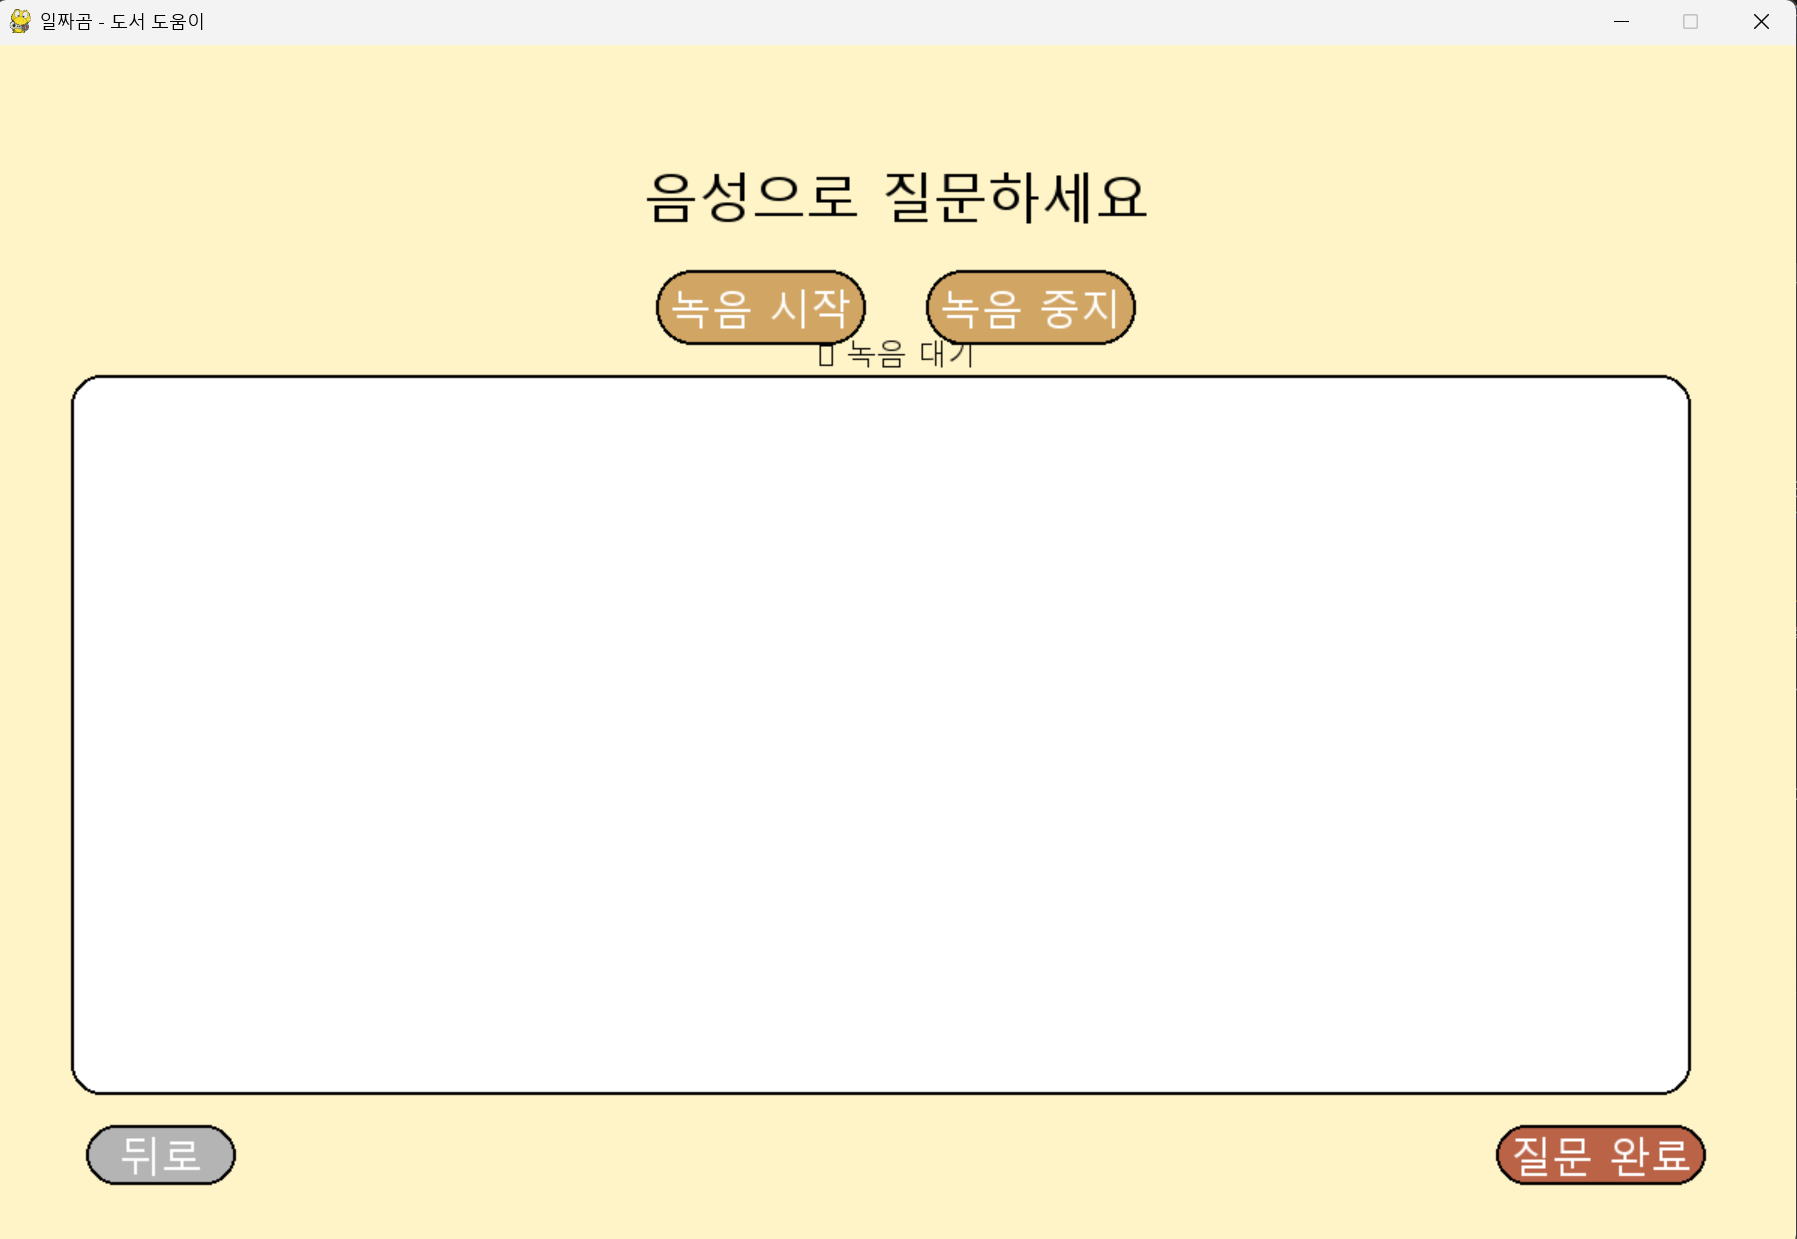 일짜곰 - 도서 도움이
음성으로 질문하세요
녹음 시작 녹음 중지
녹음 대기
뒤로 질문 완료